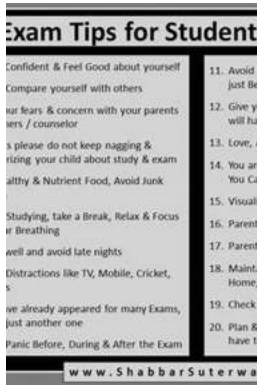 Exam Tips for Student
Confident & Feel Good about yourself
Compare yourself with others
ur fears & concern with your parents
ers / counselor
s please do not keep nagging &
rizing your child about study & exam
althy & Nutrient Food, Avoid Junk
Studying, take a Break, Relax & Focus
r Breathing
well and avoid late nights
Distractions like TV, Mobile, Cricket,
s
ve already appeared for many Exams,
just another one
Panic Before, During & After the Exam
11. Avoid
just Be
12. Give y
will ha
13. Love,
14. You ar
You Ca
15. Visuali
16. Parent
17. Parent
18. Mainta
Home,
19. Check
20. Plan &
have t
www.ShabbarSuterwa